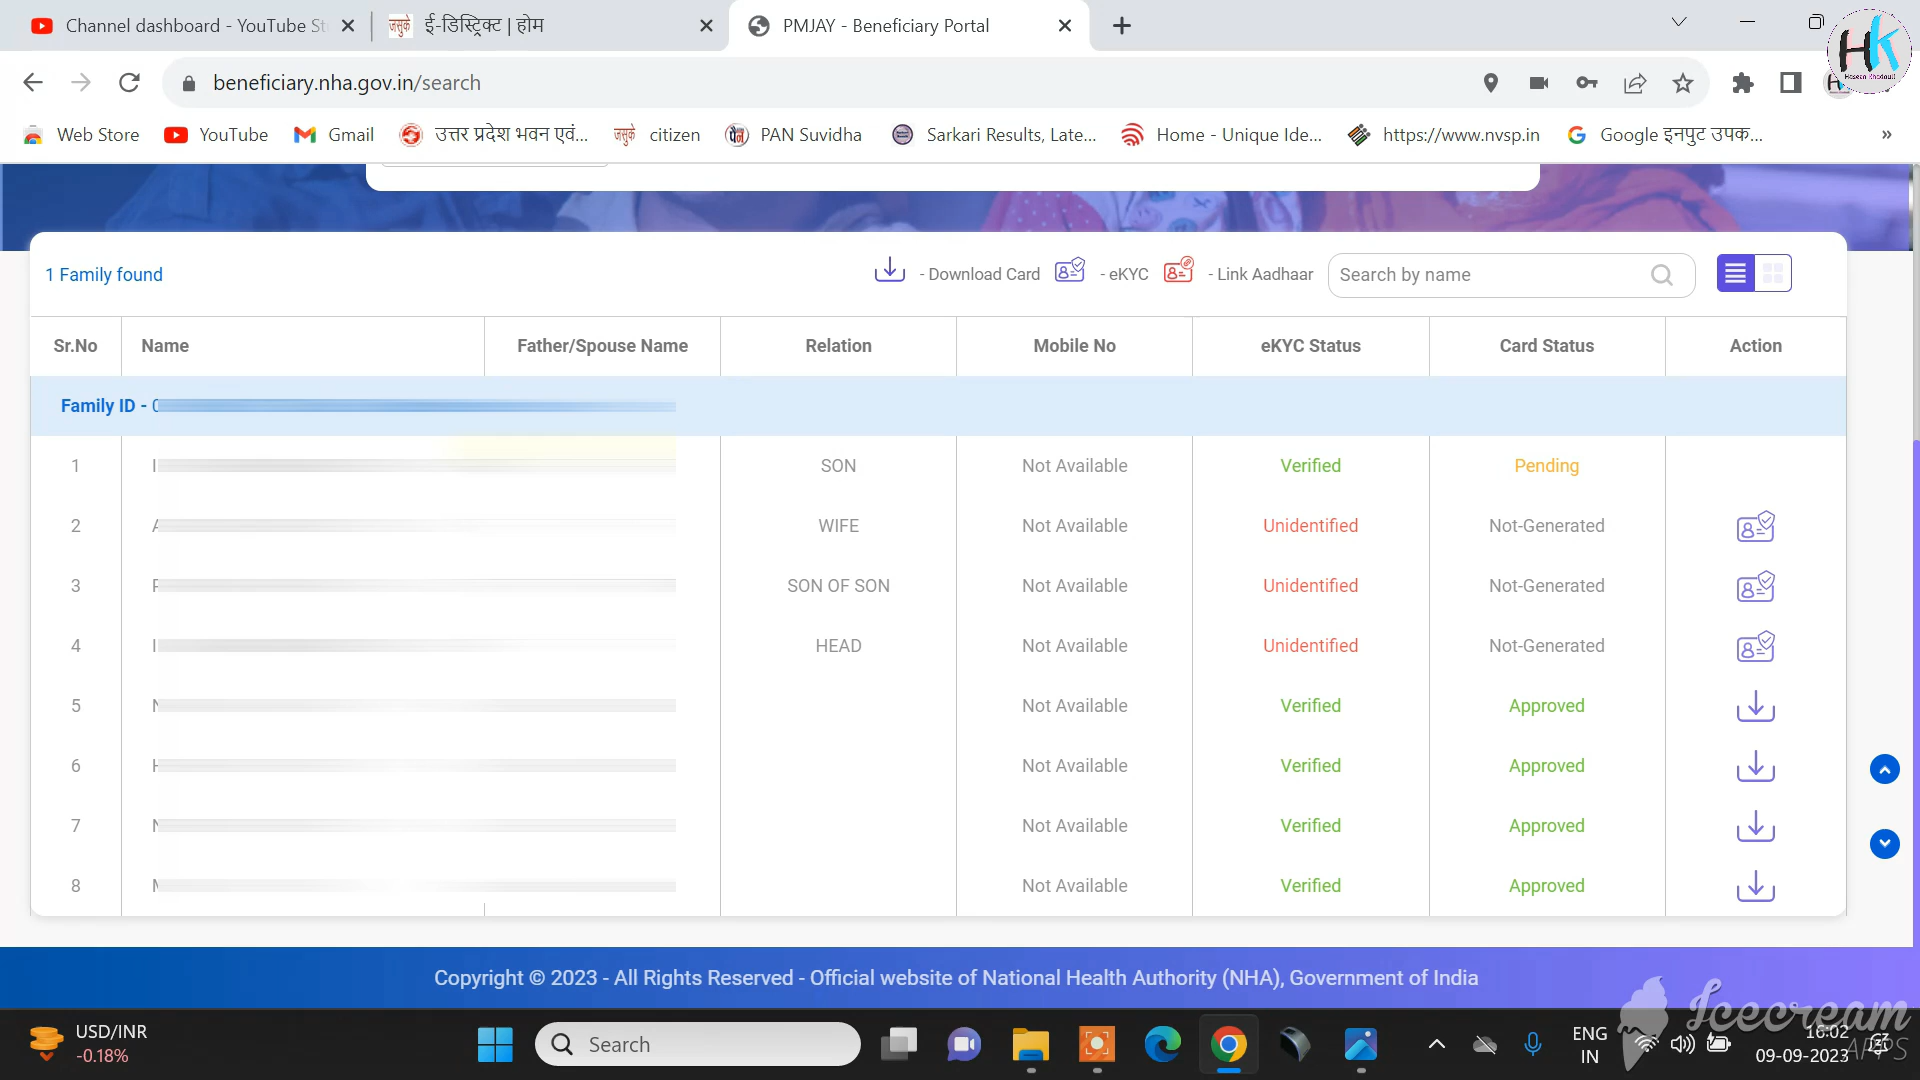 Channel dashboard - YouTube St
ई-डिस्ट्रिक्ट | होम
PMJAY - Beneficiary Portal
beneficiary.nha.gov.in/search
Web Store YouTube Gmail उत्तर प्रदेश भवन एवं... citizen PAN Suvidha Sarkari Results, Late... Home - Unique Ide... https://www.nvsp.in Google इनपुट उपक... »
HK
Haseen Khadauli
1 Family found - Download Card - eKYC - Link Aadhaar Search by name
Sr.No Name Father/Spouse Name Relation Mobile No eKYC Status Card Status Action
Family ID -
1 SON Not Available Verified Pending
2 WIFE Not Available Unidentified Not-Generated
3 SON OF SON Not Available Unidentified Not-Generated
4 HEAD Not Available Unidentified Not-Generated
5 Not Available Verified Approved
6 Not Available Verified Approved
7 Not Available Verified Approved
8 Not Available Verified Approved
Copyright © 2023 - All Rights Reserved - Official website of National Health Authority (NHA), Government of India
Icecream
APPS
USD/INR
-0.18%
Search
ENG
IN
16:02
09-09-2023